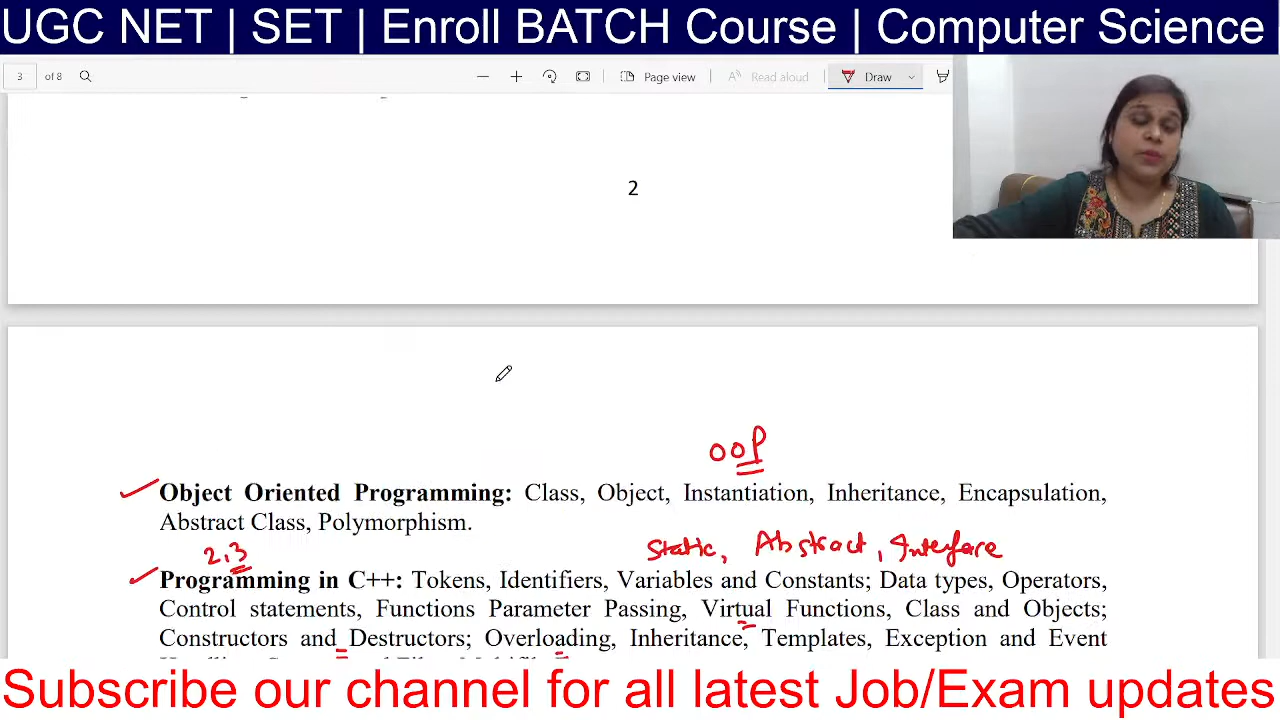 UGC NET | SET | Enroll BATCH Course | Computer Science
3 of 8 Page view Read aloud Draw
2
OOP
Object Oriented Programming: Class, Object, Instantiation, Inheritance, Encapsulation,
Abstract Class, Polymorphism.
2,3 Static, Abstract, Interface
Programming in C++: Tokens, Identifiers, Variables and Constants; Data types, Operators,
Control statements, Functions Parameter Passing, Virtual Functions, Class and Objects;
Constructors and Destructors; Overloading, Inheritance, Templates, Exception and Event
Subscribe our channel for all latest Job/Exam updates